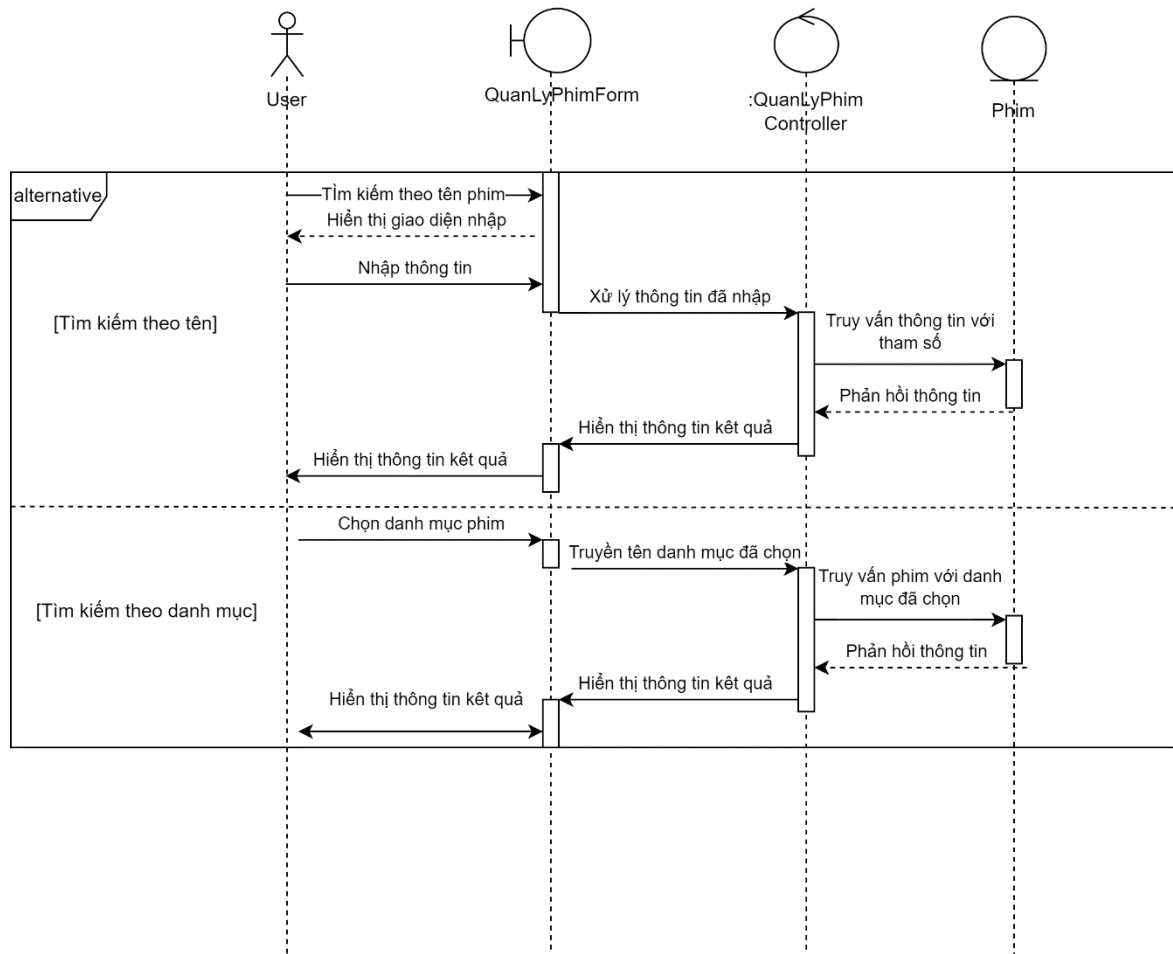 User
QuanLyPhimForm
:QuanLyPhim
Controller
Phim
alternative
TÌm kiếm theo tên phim
Hiển thị giao diện nhập
Nhập thông tin
Xử lý thông tin đã nhập
[Tìm kiếm theo tên]
Truy vấn thông tin với
tham số
Phản hồi thông tin
Hiển thị thông tin kêt quả
Hiển thị thông tin kêt quả
Chọn danh mục phim
Truyền tên danh mục đã chọn
Truy vấn phim với danh
mục đã chọn
[Tìm kiếm theo danh mục]
Phản hồi thông tin
Hiển thị thông tin kêt quả
Hiển thị thông tin kêt quả